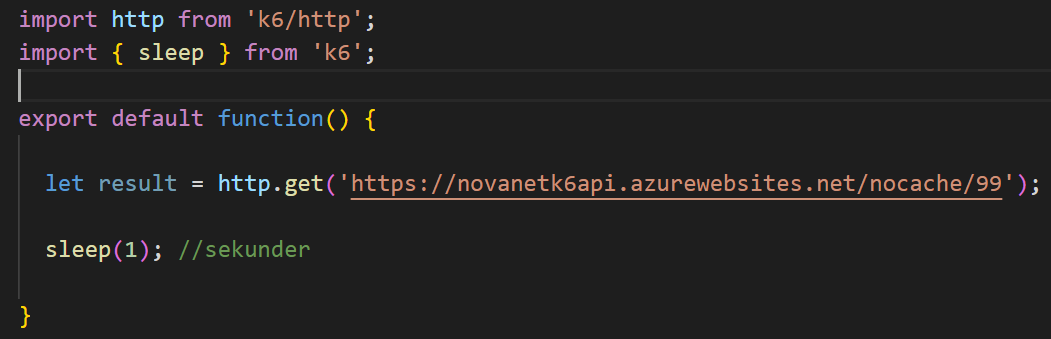 import http from 'k6/http';
import { sleep } from 'k6';
export default function() {
let result = http.get('https://novanetk6api.azurewebsites.net/nocache/99');
sleep(1); //sekunder
}